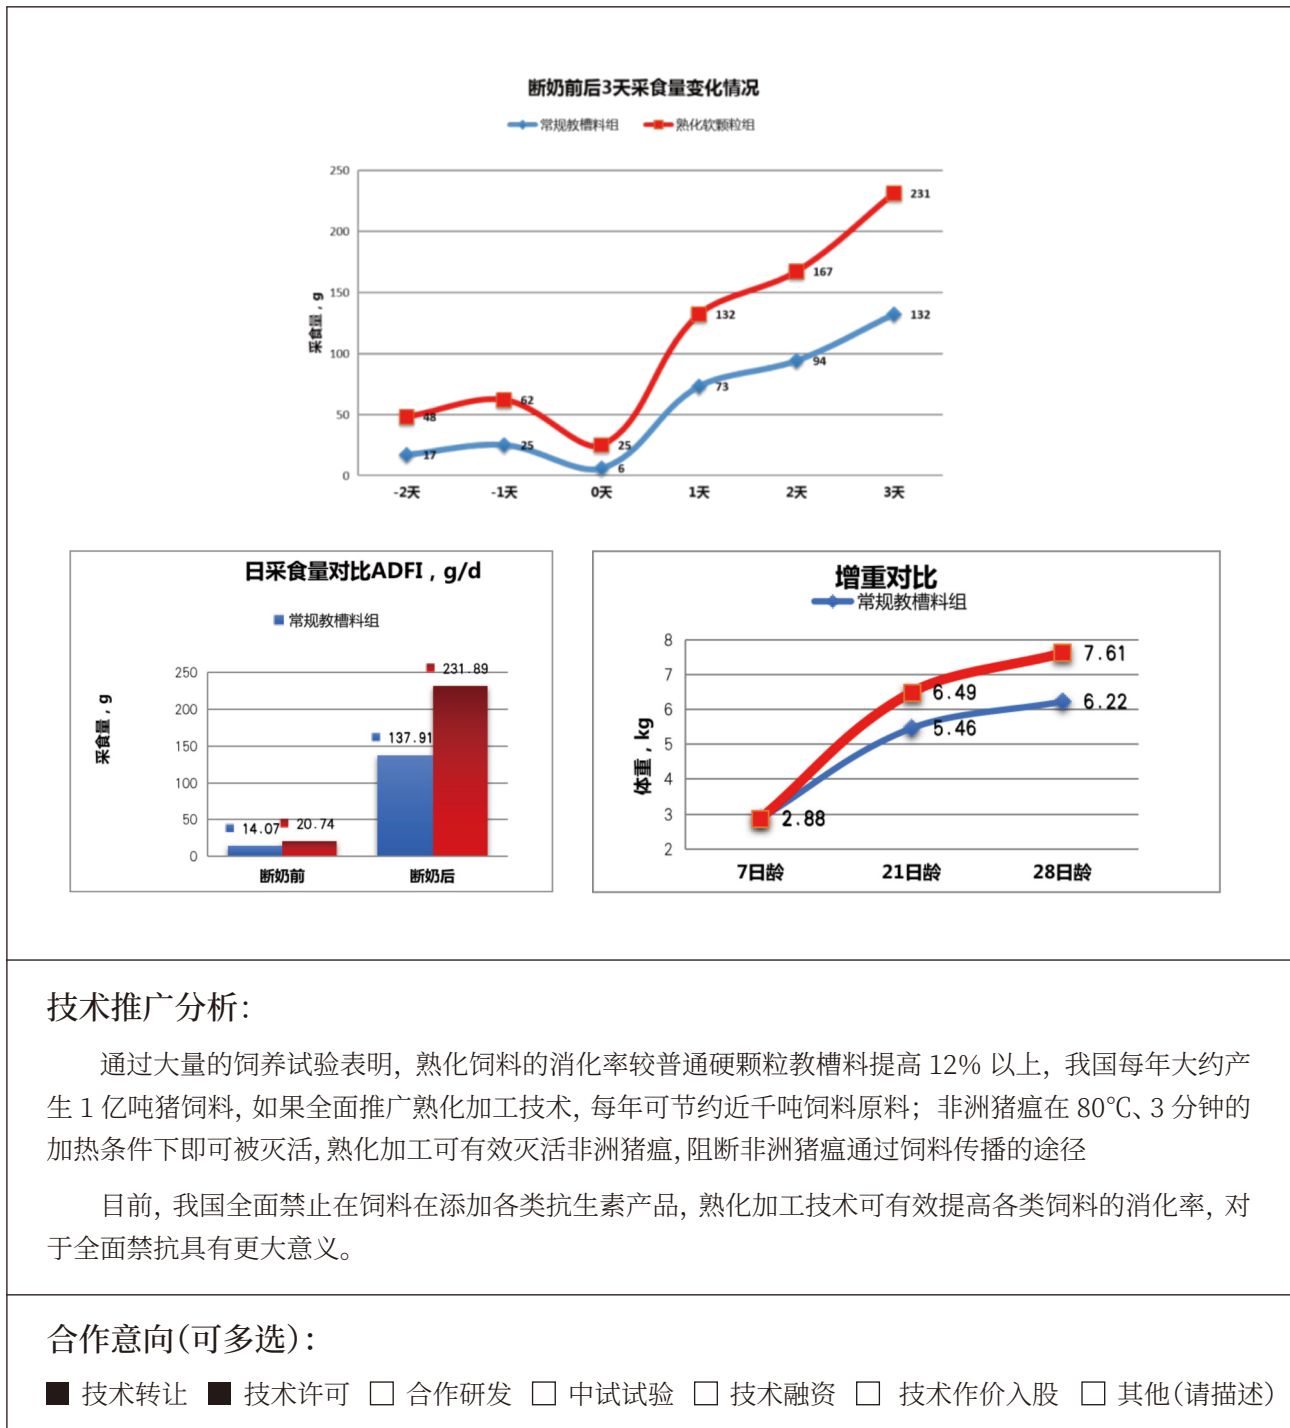 断奶前后3天采食量变化情况
常规教槽料组 熟化软颗粒组
250
200
150
100
50
0
采食量，g
48 62 25 132 167 231
17 25 6 73 94 132
-2天 -1天 0天 1天 2天 3天
日采食量对比ADFI，g/d
常规教槽料组
采食量，g
250
200
150
100
50
0
14.07 20.74 137.91 231.89
断奶前 断奶后
增重对比
常规教槽料组
体重，kg
8
7
6
5
4
3
2
2.88 6.49 7.61
5.46 6.22
7日龄 21日龄 28日龄
技术推广分析：
通过大量的饲养试验表明，熟化饲料的消化率较普通硬颗粒教槽料提高 12% 以上，我国每年大约产
生 1 亿吨猪饲料，如果全面推广熟化加工技术，每年可节约近千吨饲料原料；非洲猪瘟在 80℃、3 分钟的
加热条件下即可被灭活，熟化加工可有效灭活非洲猪瘟，阻断非洲猪瘟通过饲料传播的途径
目前，我国全面禁止在饲料在添加各类抗生素产品，熟化加工技术可有效提高各类饲料的消化率，对
于全面禁抗具有更大意义。
合作意向（可多选）：
■ 技术转让 ■ 技术许可 □ 合作研发 □ 中试试验 □ 技术融资 □ 技术作价入股 □ 其他（请描述）